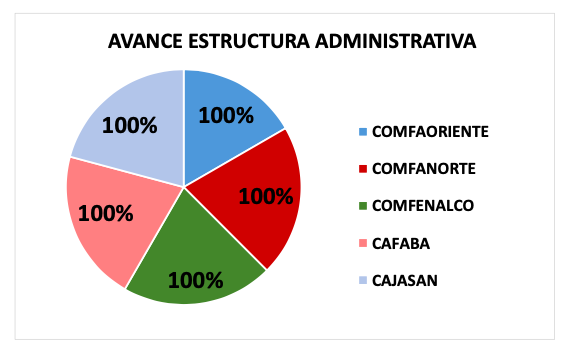 AVANCE ESTRUCTURA ADMINISTRATIVA
100%
100%
100%
100%
100%
COMFAORIENTE
COMFANORTE
COMFENALCO
CAFABA
CAJASAN